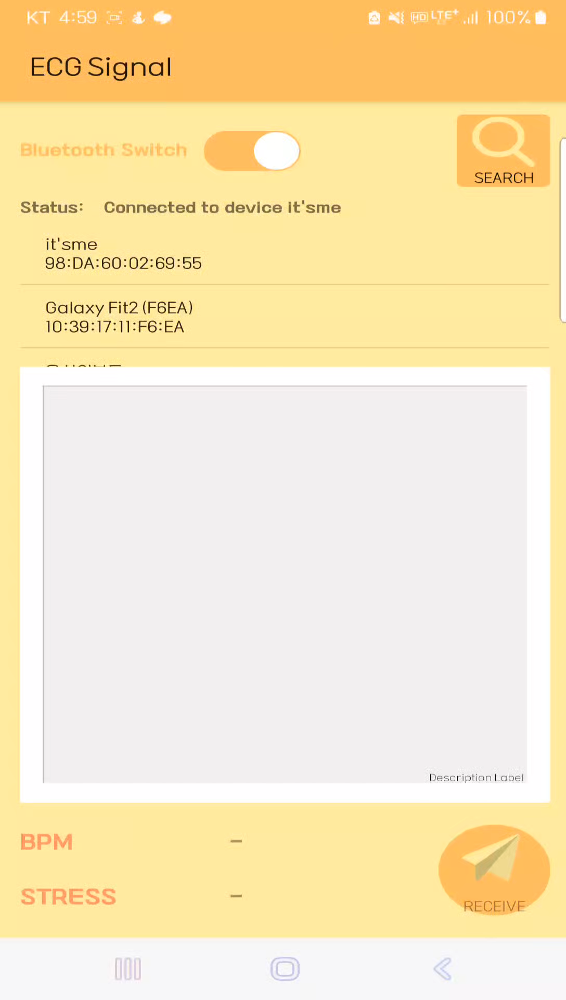 KT 4:59 HD LTE+ 100%
ECG Signal
Bluetooth Switch
SEARCH
Status: Connected to device it'sme
it'sme
98:DA:60:02:69:55
Galaxy Fit2 (F6EA)
10:39:17:11:F6:EA
Description Label
BPM –
STRESS –
RECEIVE